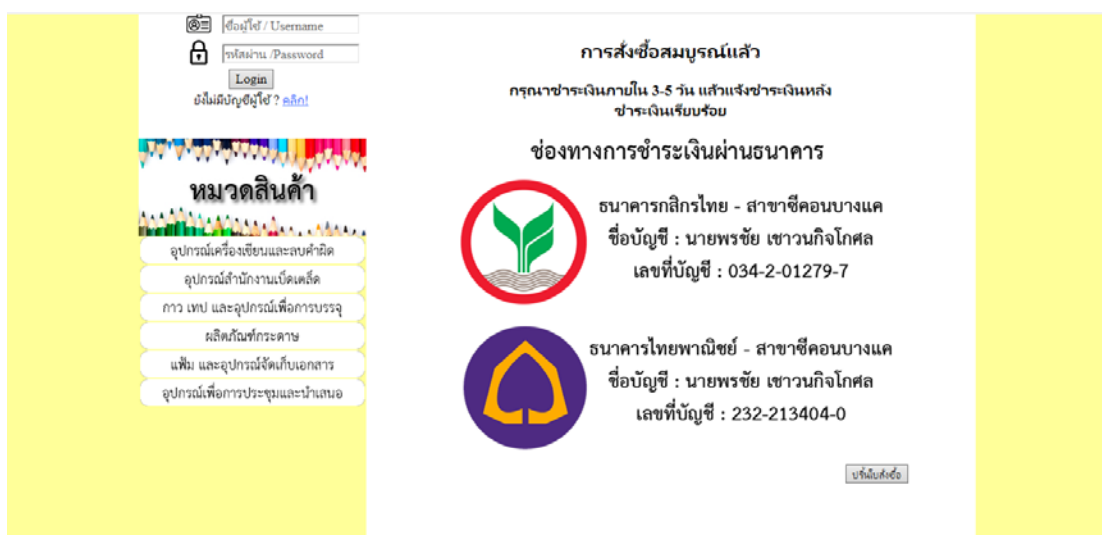 ชื่อผู้ใช้ / Username
รหัสผ่าน /Password
Login
ยังไม่มีบัญชีผู้ใช้ ? คลิก!
หมวดสินค้า
อุปกรณ์เครื่องเขียนและลบคำผิด
อุปกรณ์สำนักงานเบ็ดเตล็ด
กาว เทป และอุปกรณ์เพื่อการบรรจุ
ผลิตภัณฑ์กระดาษ
แฟ้ม และอุปกรณ์จัดเก็บเอกสาร
อุปกรณ์เพื่อการประชุมและนำเสนอ
การสั่งซื้อสมบูรณ์แล้ว
กรุณาชำระเงินภายใน 3-5 วัน แล้วแจ้งชำระเงินหลัง
ชำระเงินเรียบร้อย
ช่องทางการชำระเงินผ่านธนาคาร
ธนาคารกสิกรไทย - สาขาซีคอนบางแค
ชื่อบัญชี : นายพรชัย เชาวนกิจโกศล
เลขที่บัญชี : 034-2-01279-7
ธนาคารไทยพาณิชย์ - สาขาซีคอนบางแค
ชื่อบัญชี : นายพรชัย เชาวนกิจโกศล
เลขที่บัญชี : 232-213404-0
ปริ้นใบสั่งซื้อ